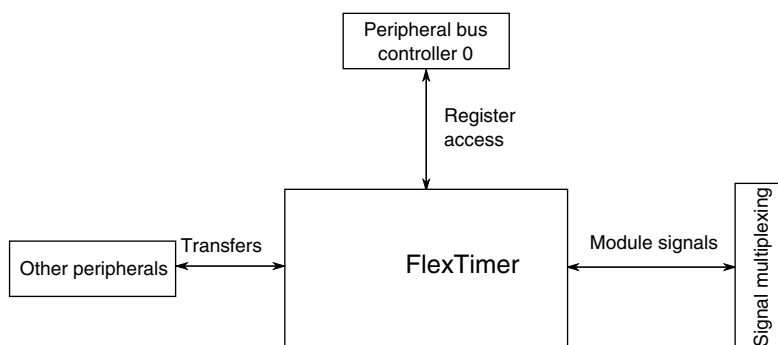 Peripheral bus
controller 0
Register
access
Transfers
Other peripherals
FlexTimer
Module signals
Signal multiplexing